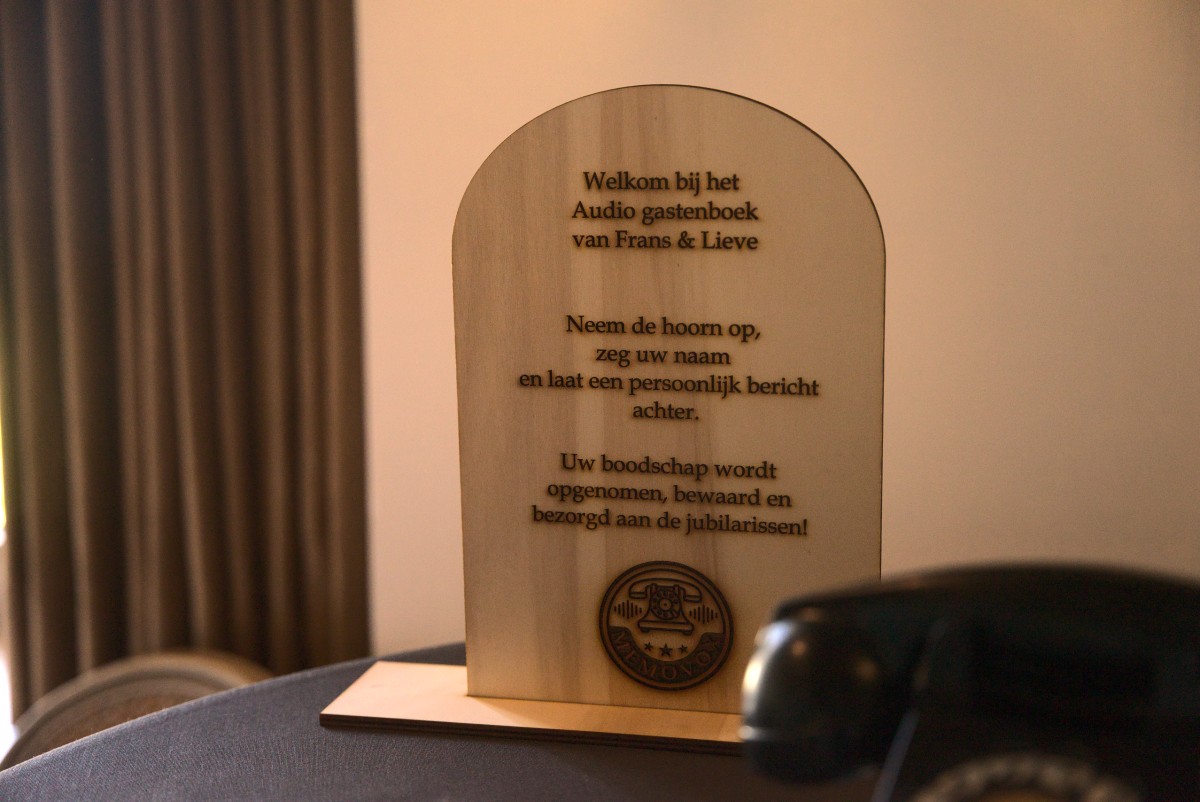 Welkom bij het
Audio gastenboek
van Frans & Lieve
Neem de hoorn op,
zeg uw naam
en laat een persoonlijk bericht
achter.
Uw boodschap wordt
opgenomen, bewaard en
bezorgd aan de jubilarissen!
MEMOVOX